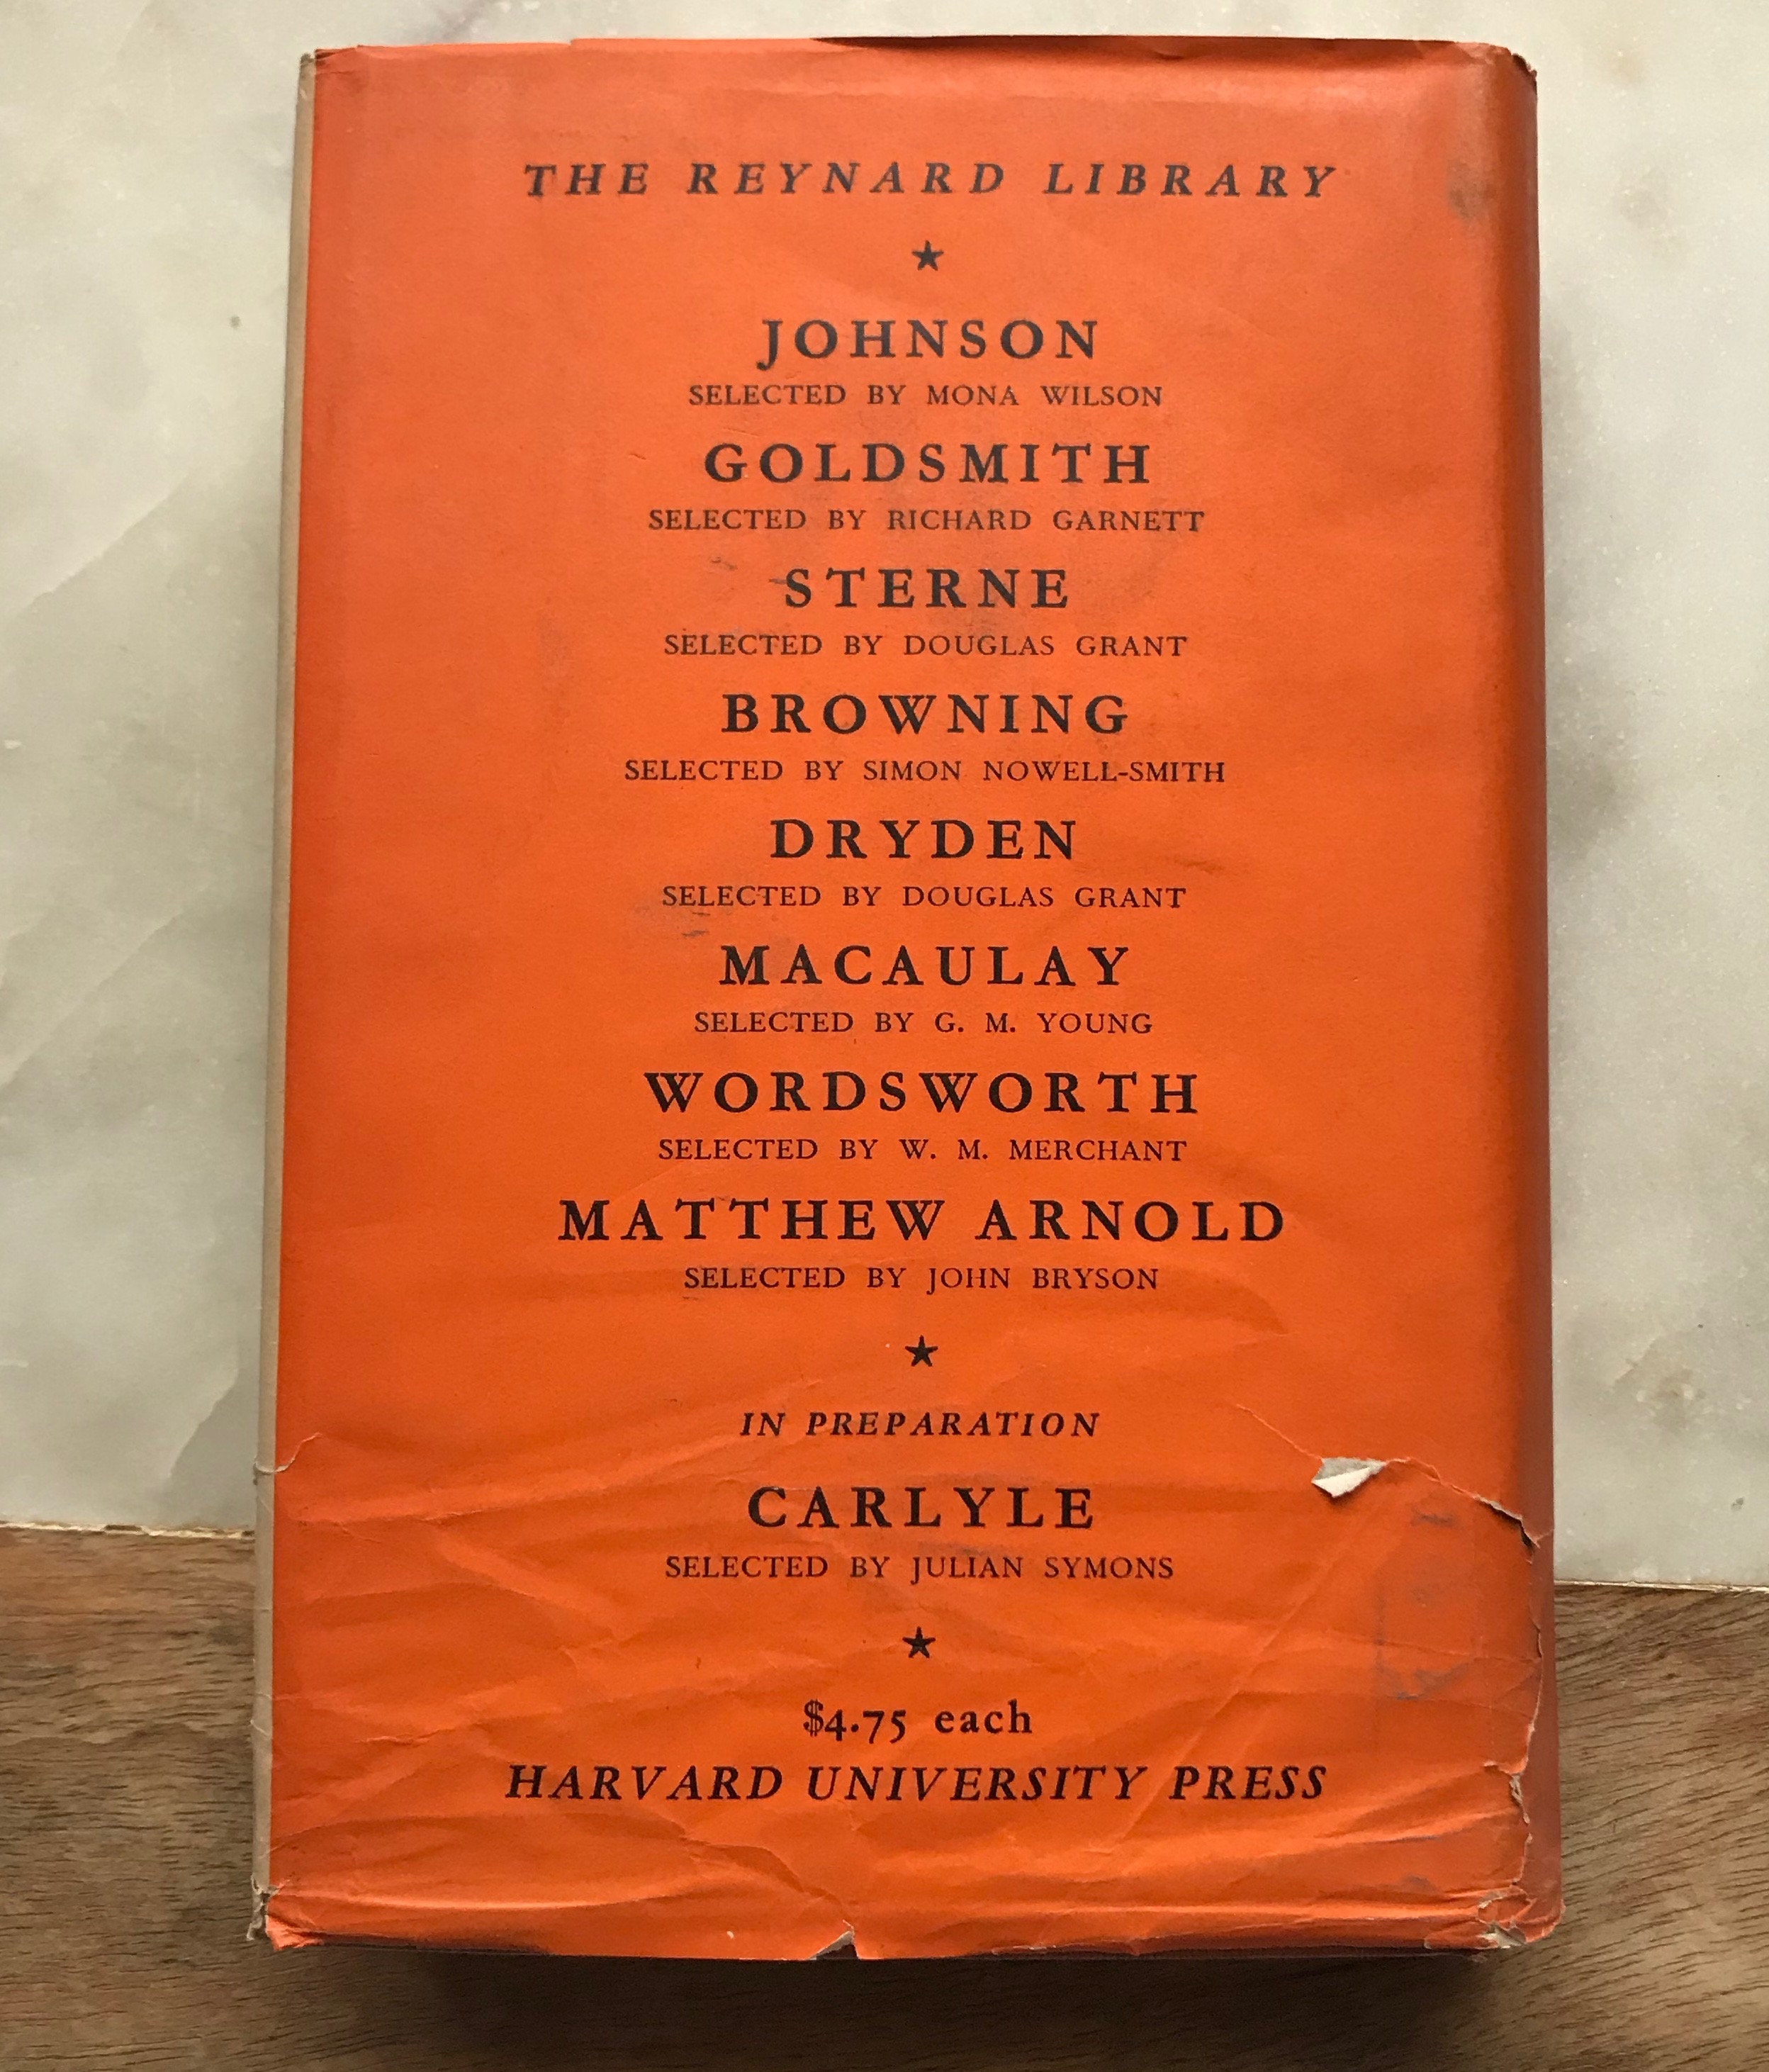 THE REYNARD LIBRARY
JOHNSON
SELECTED BY MONA WILSON
GOLDSMITH
SELECTED BY RICHARD GARNETT
STERNE
SELECTED BY DOUGLAS GRANT
BROWNING
SELECTED BY SIMON NOWELL-SMITH
DRYDEN
SELECTED BY DOUGLAS GRANT
MACAULAY
SELECTED BY G. M. YOUNG
WORDSWORTH
SELECTED BY W. M. MERCHANT
MATTHEW ARNOLD
SELECTED BY JOHN BRYSON
IN PREPARATION
CARLYLE
SELECTED BY JULIAN SYMONS
$4.75 each
HARVARD UNIVERSITY PRESS